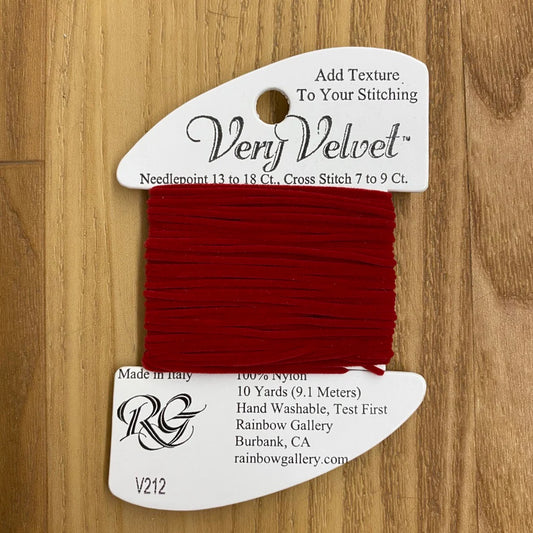 Add Texture
To Your Stitching
Very Velvet™
Needlepoint 13 to 18 Ct., Cross Stitch 7 to 9 Ct.
Made in Italy
100% Nylon
10 Yards (9.1 Meters)
Hand Washable, Test First
Rainbow Gallery
Burbank, CA
rainbowgallery.com
RG
V212